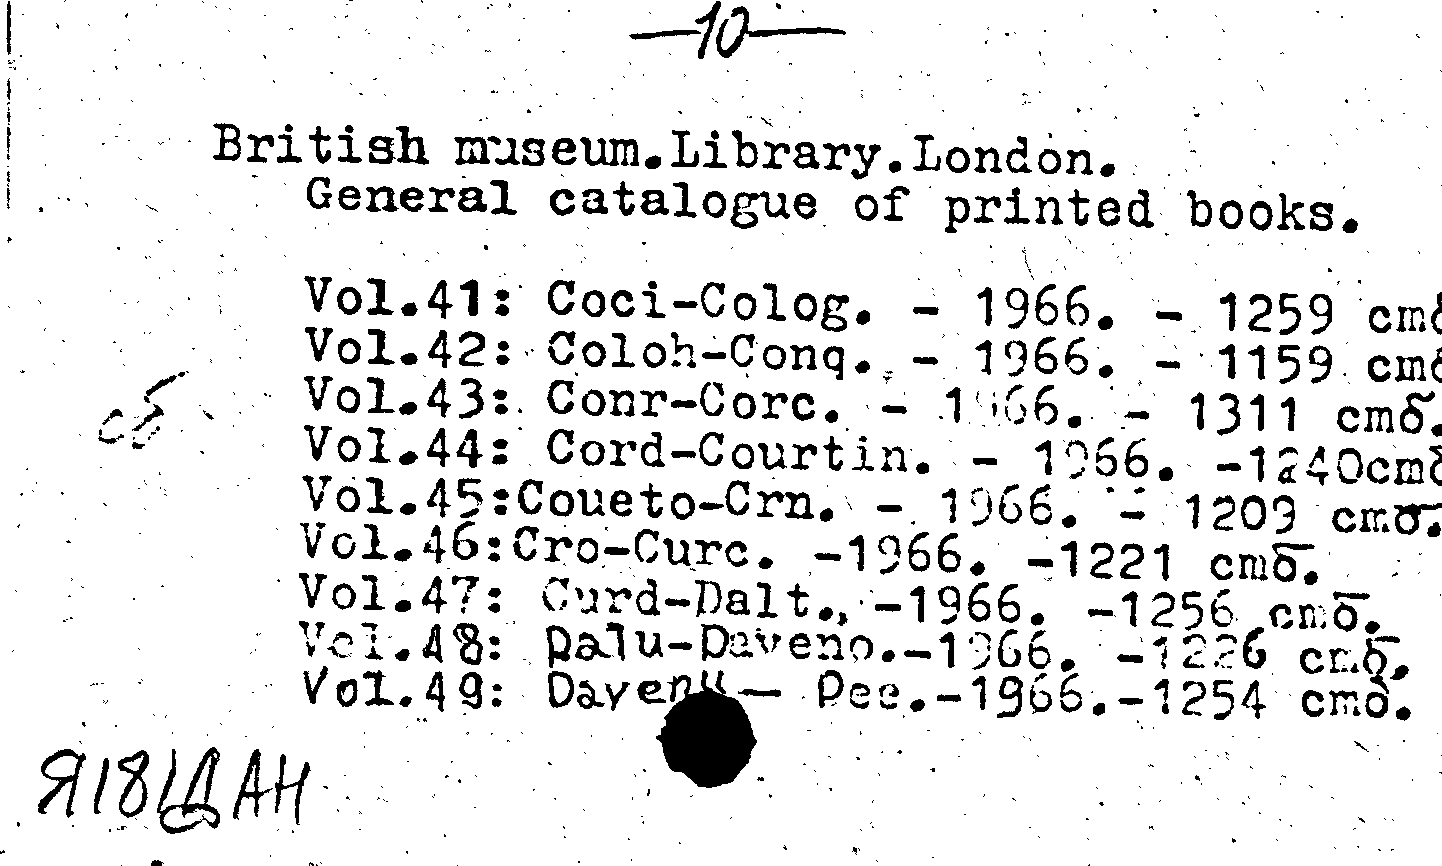 —10—
British museum.Library.London.
General catalogue of printed books.
Vol.41: Coci-Colog. - 1966. - 1259 cmб
Vol.42: Coloh-Conq. - 1966. - 1159 cmб
Vol.43: Conr-Corc. - 1966. - 1311 cmб.
Vol.44: Cord-Courtin. - 1966. -1240cmб
Vol.45:Coueto-Crn. - 1966. - 1209 cmб.
Vol.46:Cro-Curc. -1966. -1221 cmб.
Vol.47: Curd-Dalt., -1966. -1256 cmб.
Vol.48: Dalu-Daveno.-1966. -1226 cmб.
Vol.49: Davenu— Dee.-1966.-1254 cmб.
сб
АН